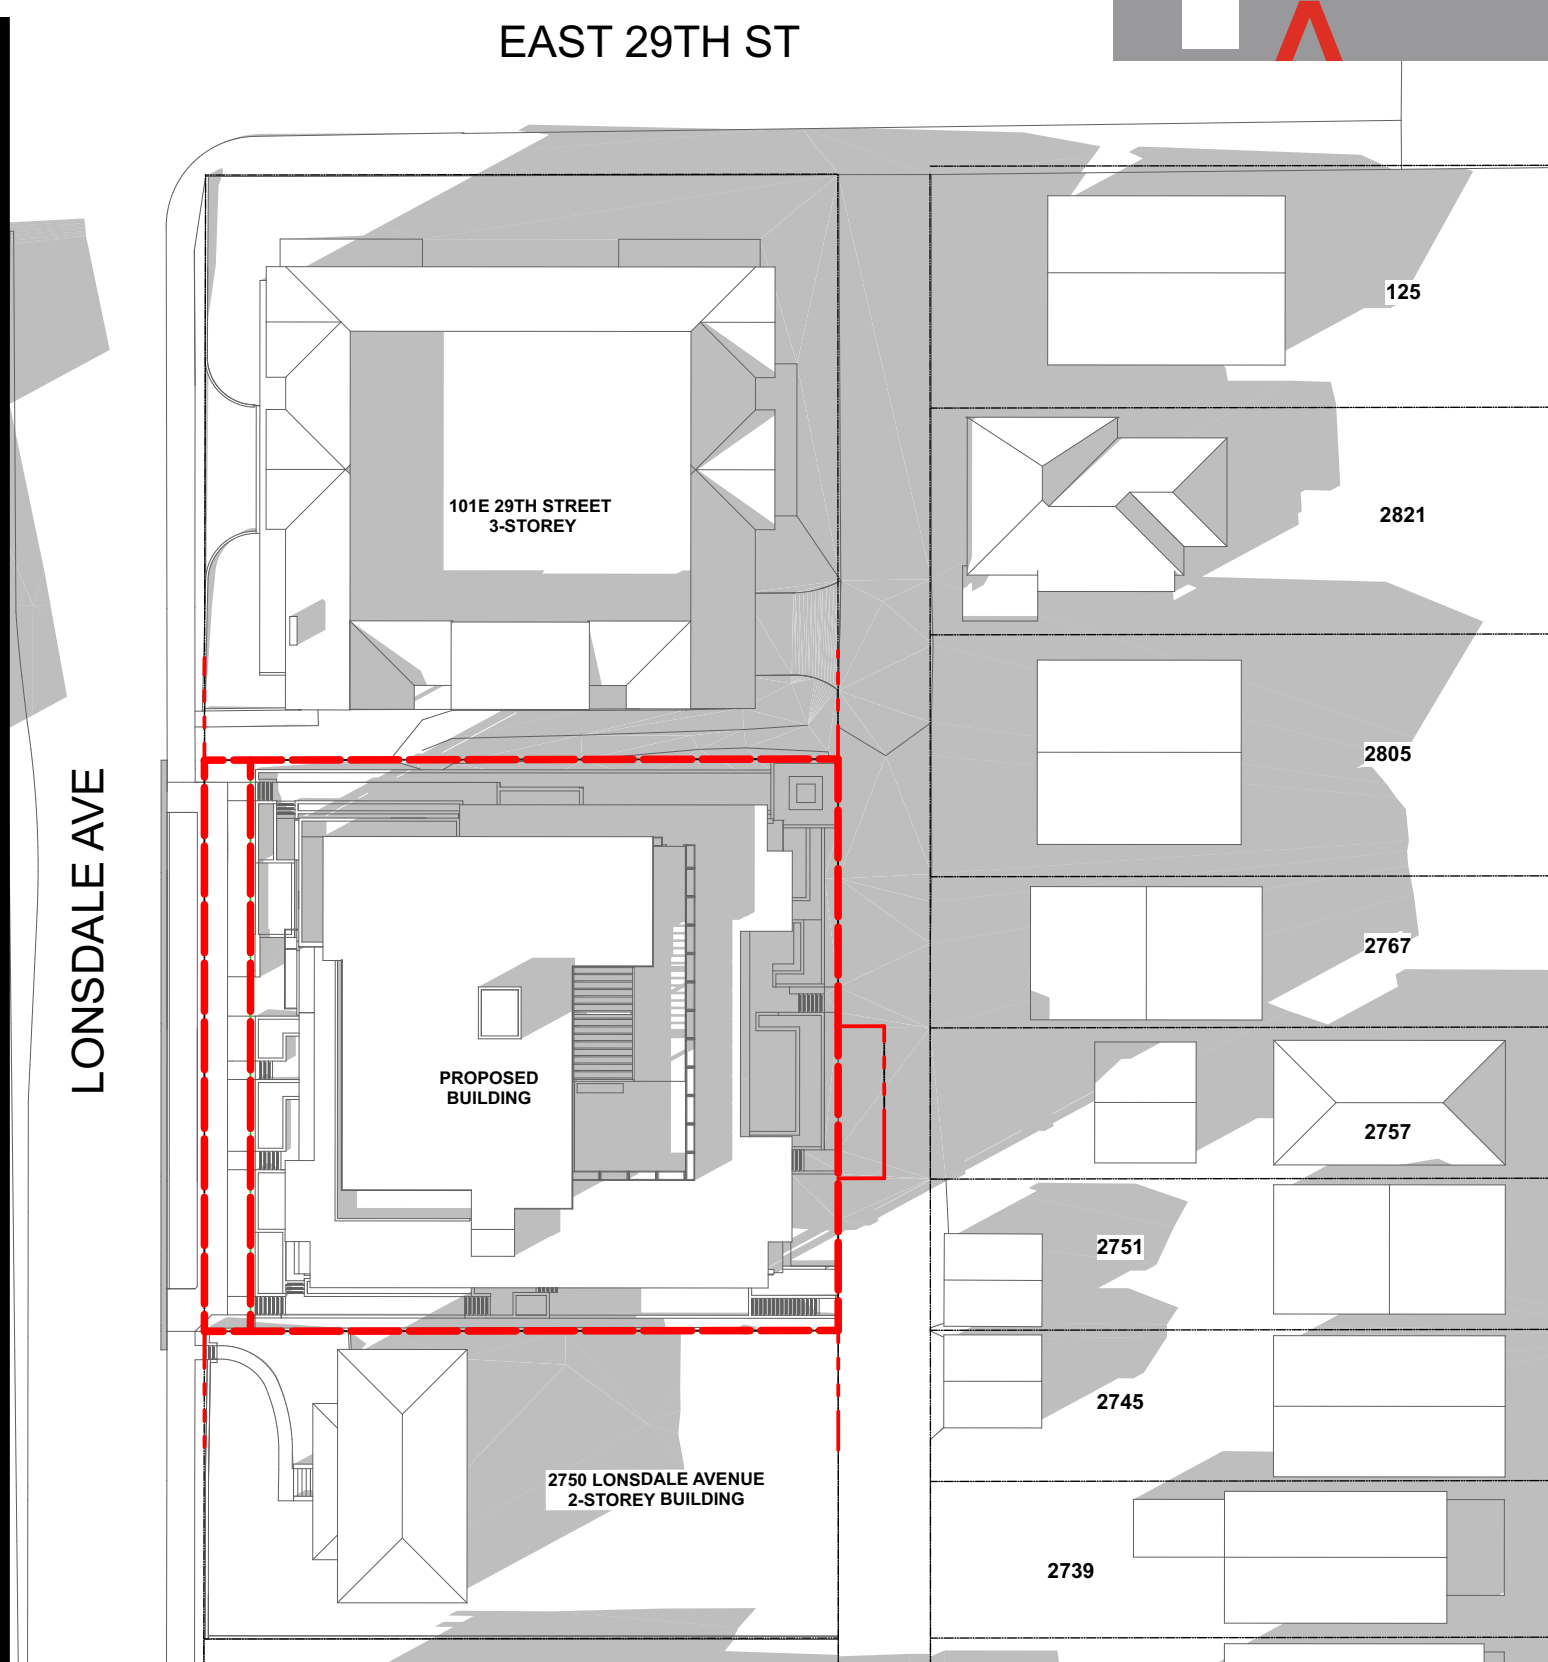 EAST 29TH ST
125
101E 29TH STREET
3-STOREY
2821
2805
LONSDALE AVE
2767
PROPOSED
BUILDING
2757
2751
2745
2750 LONSDALE AVENUE
2-STOREY BUILDING
2739